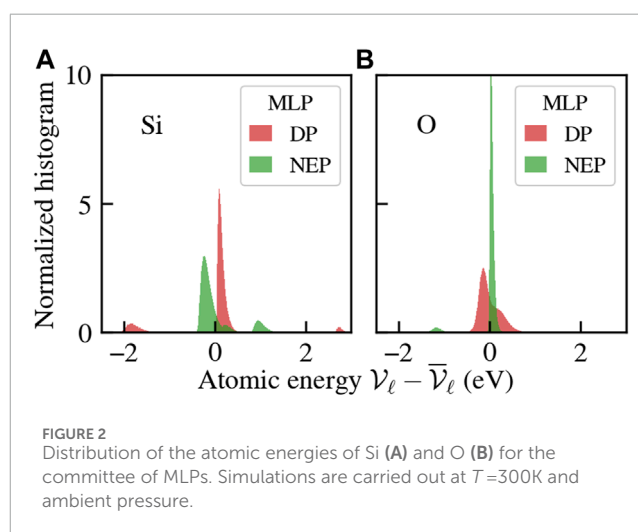 A
B
Normalized histogram
10
5
0
Si
MLP
DP
NEP
O
MLP
DP
NEP
−2
0
2
−2
0
2
Atomic energy 𝒱ℓ − 𝒱̅ℓ (eV)
FIGURE 2
Distribution of the atomic energies of Si (A) and O (B) for the
committee of MLPs. Simulations are carried out at T =300K and
ambient pressure.